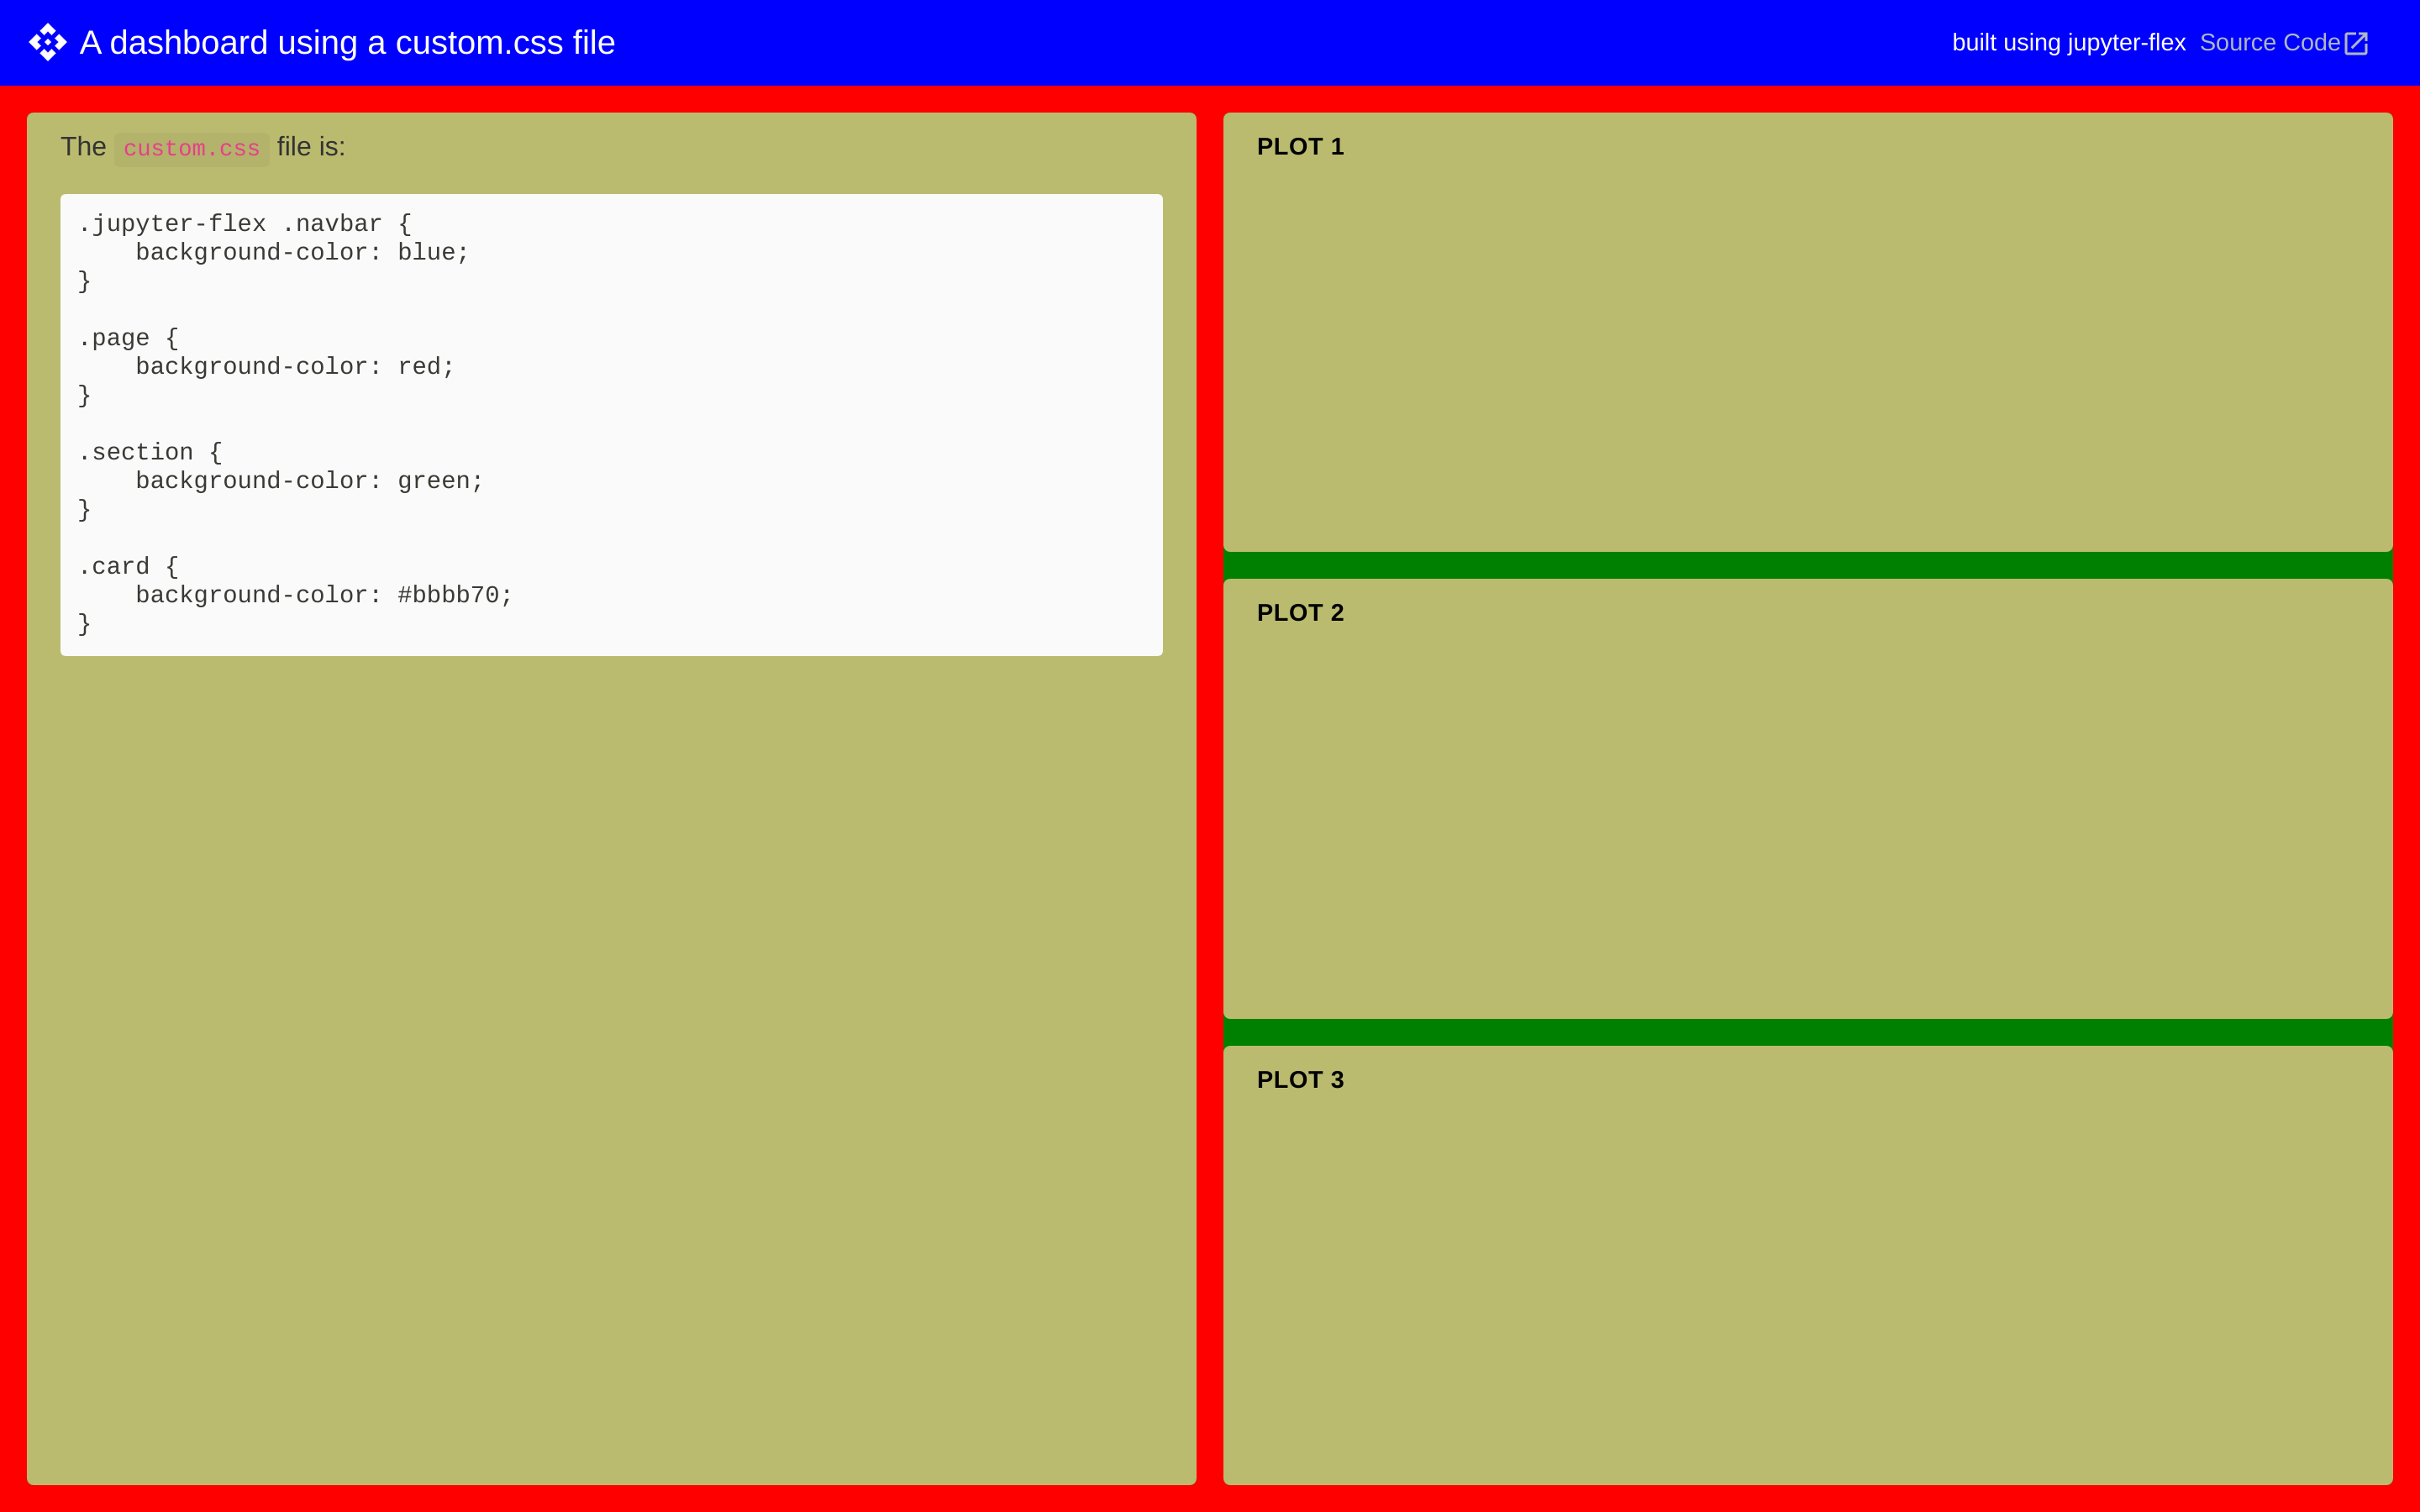 A dashboard using a custom.css file
built using jupyter-flex Source Code
The custom.css file is:
.jupyter-flex .navbar {
    background-color: blue;
}
.page {
    background-color: red;
}
.section {
    background-color: green;
}
.card {
    background-color: #bbbb70;
}
PLOT 1
PLOT 2
PLOT 3